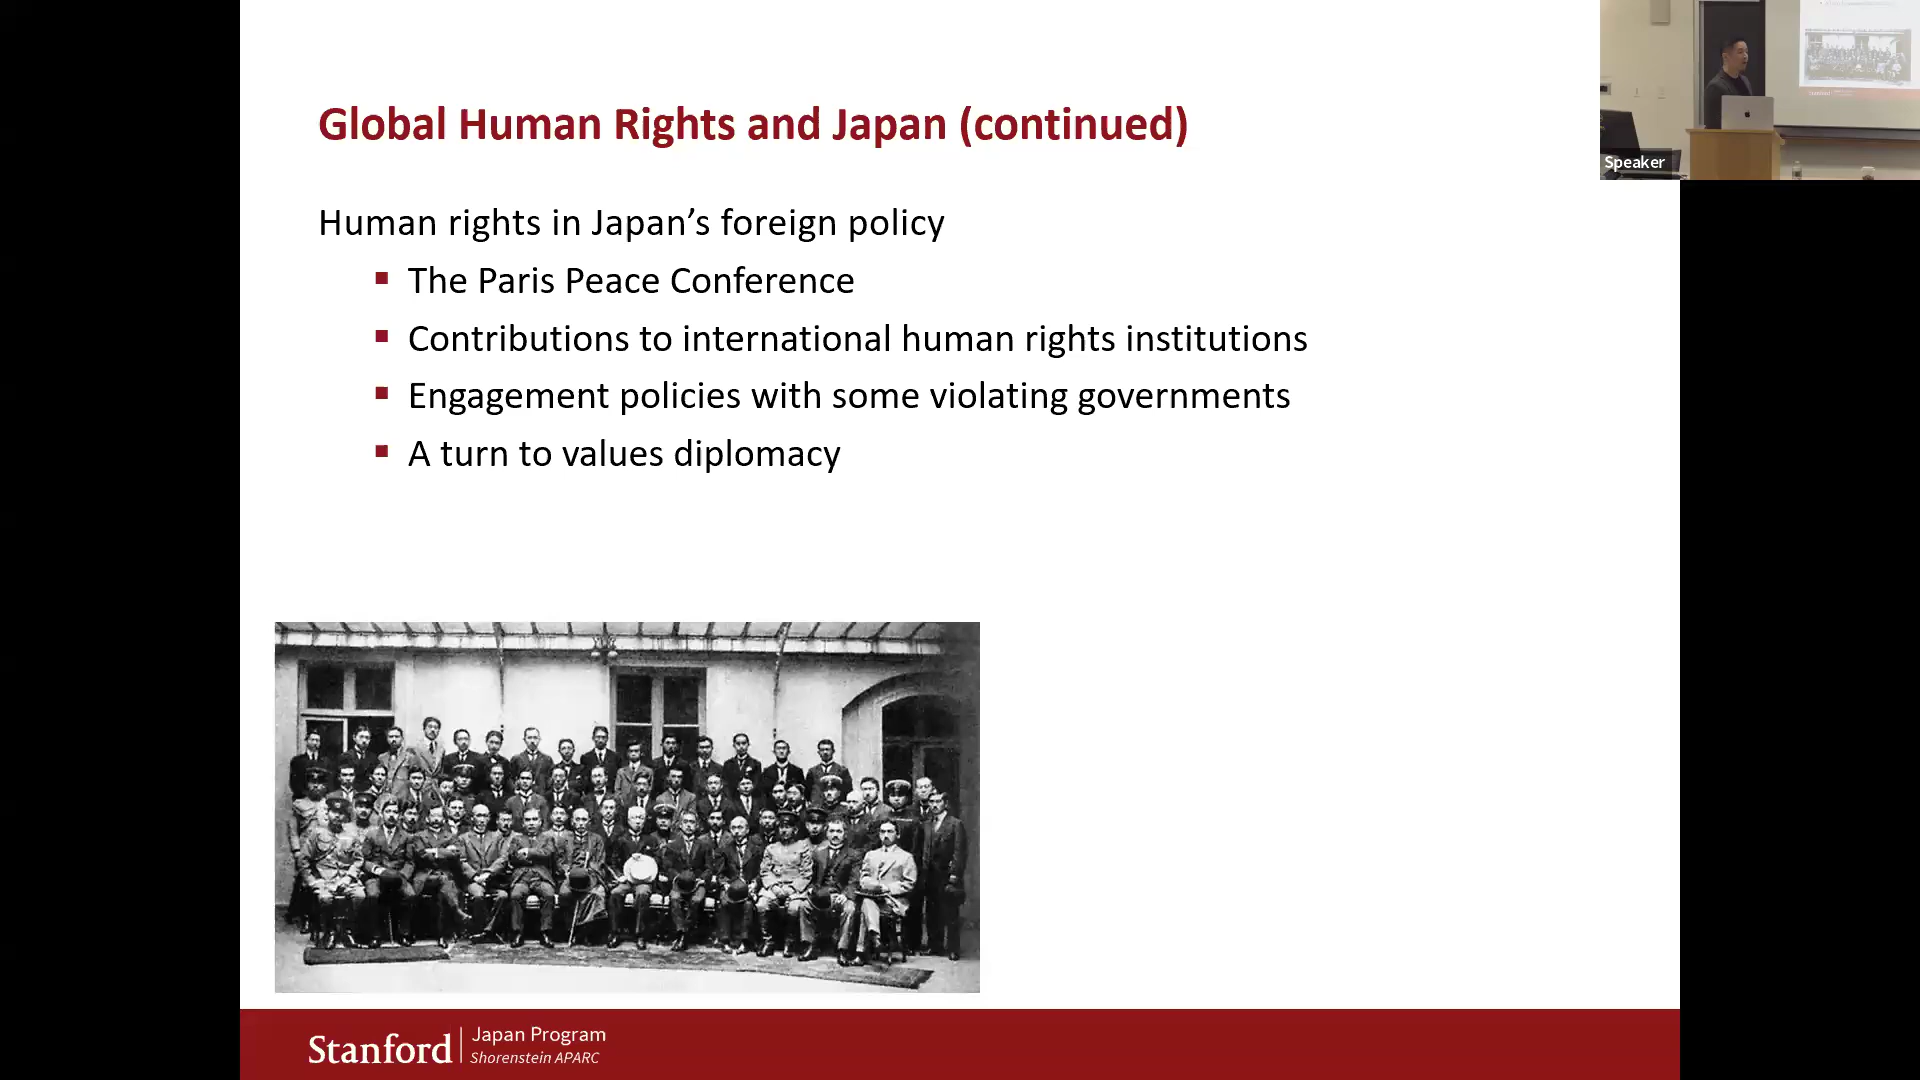 Global Human Rights and Japan (continued)
Human rights in Japan’s foreign policy
▪ The Paris Peace Conference
▪ Contributions to international human rights institutions
▪ Engagement policies with some violating governments
▪ A turn to values diplomacy
Speaker
Stanford | Japan Program
Shorenstein APARC